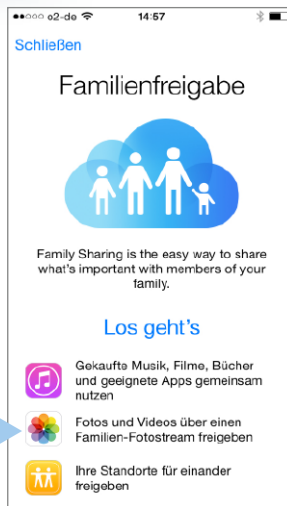 o2-de 14:57
Schließen
Familienfreigabe
Family Sharing is the easy way to share
what's important with members of your
family.
Los geht's
Gekaufte Musik, Filme, Bücher
und geeignete Apps gemeinsam
nutzen
Fotos und Videos über einen
Familien-Fotostream freigeben
Ihre Standorte für einander
freigeben